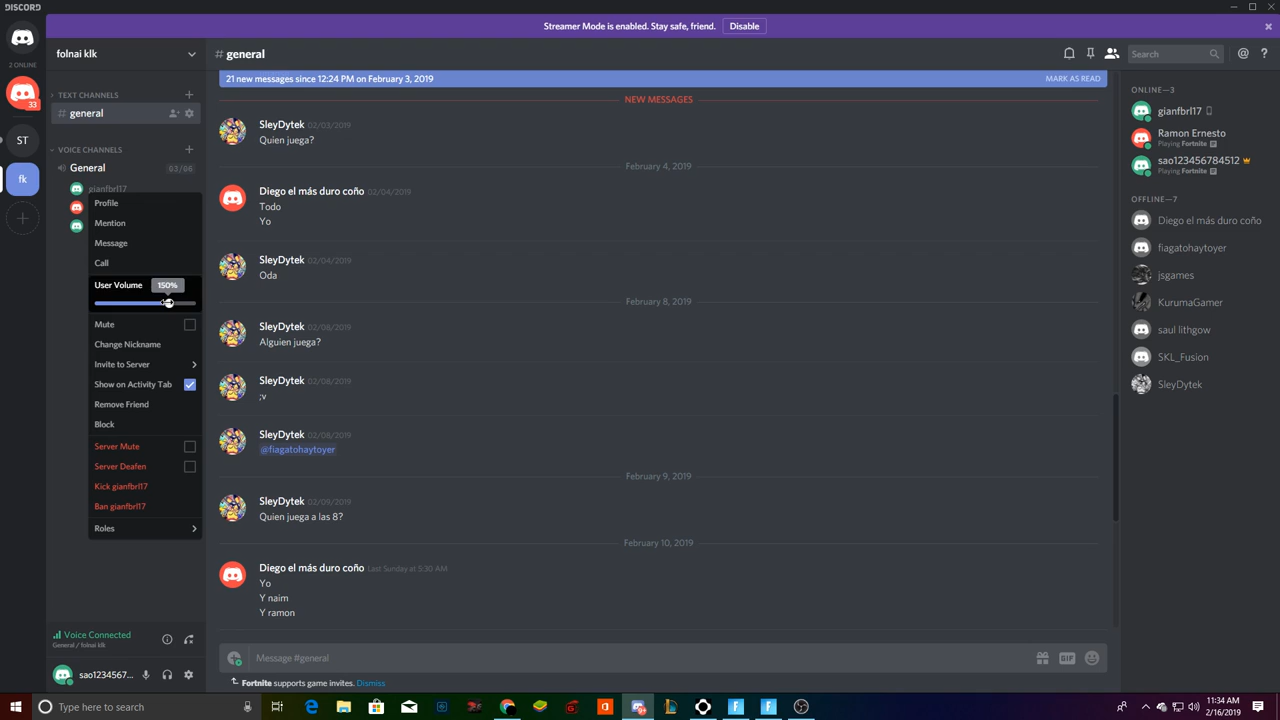 DISCORD
Streamer Mode is enabled. Stay safe, friend.
Disable
2 ONLINE
33
ST
fk
folnai klk
TEXT CHANNELS
# general
VOICE CHANNELS
General
03/06
gianfbrl17
Profile
Mention
Message
Call
User Volume
150%
Mute
Change Nickname
Invite to Server
Show on Activity Tab
Remove Friend
Block
Server Mute
Server Deafen
Kick gianfbrl17
Ban gianfbrl17
Roles
Voice Connected
General / folnai klk
sao1234567...
# general
Search
21 new messages since 12:24 PM on February 3, 2019
MARK AS READ
NEW MESSAGES
SleyDytek 02/03/2019
Quien juega?
February 4, 2019
Diego el más duro coño 02/04/2019
Todo
Yo
SleyDytek 02/04/2019
Oda
February 8, 2019
SleyDytek 02/08/2019
Alguien juega?
SleyDytek 02/08/2019
;v
SleyDytek 02/08/2019
@fiagatohaytoyer
February 9, 2019
SleyDytek 02/09/2019
Quien juega a las 8?
February 10, 2019
Diego el más duro coño Last Sunday at 5:30 AM
Yo
Y naim
Y ramon
Message #general
GIF
Fortnite supports game invites. Dismiss
ONLINE—3
gianfbrl17
Ramon Ernesto
Playing Fortnite
sao123456784512
Playing Fortnite
OFFLINE—7
Diego el más duro coño
fiagatohaytoyer
jsgames
KurumaGamer
saul lithgow
SKL_Fusion
SleyDytek
Type here to search
11:34 AM
2/16/2019